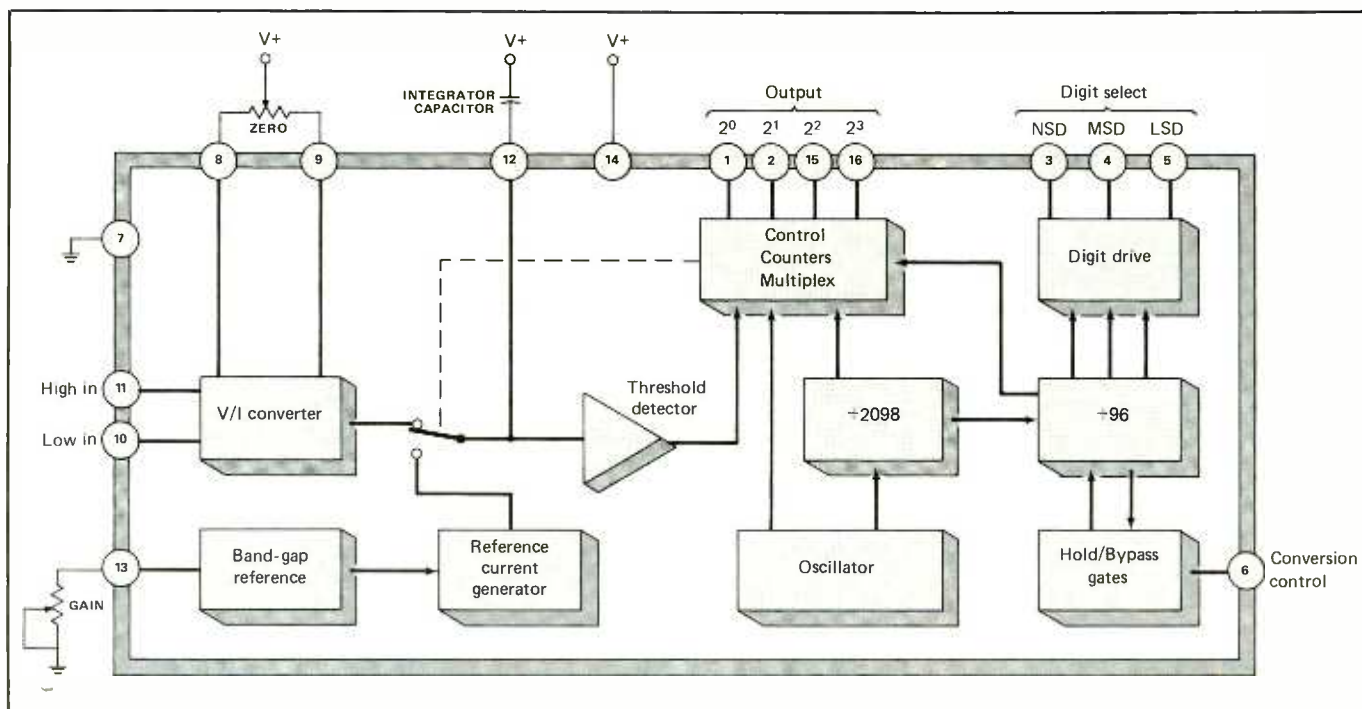 V+
V+
V+
INTEGRATOR
CAPACITOR
ZERO
Output
2⁰ 2¹ 2² 2³
Digit select
NSD MSD LSD
8
9
12
14
1
2
15
16
3
4
5
7
Control
Counters
Multiplex
Digit drive
High in
11
Low in
10
V/I converter
Threshold
detector
÷2098
÷96
13
GAIN
Band-gap
reference
Reference
current
generator
Oscillator
Hold/Bypass
gates
6
Conversion
control